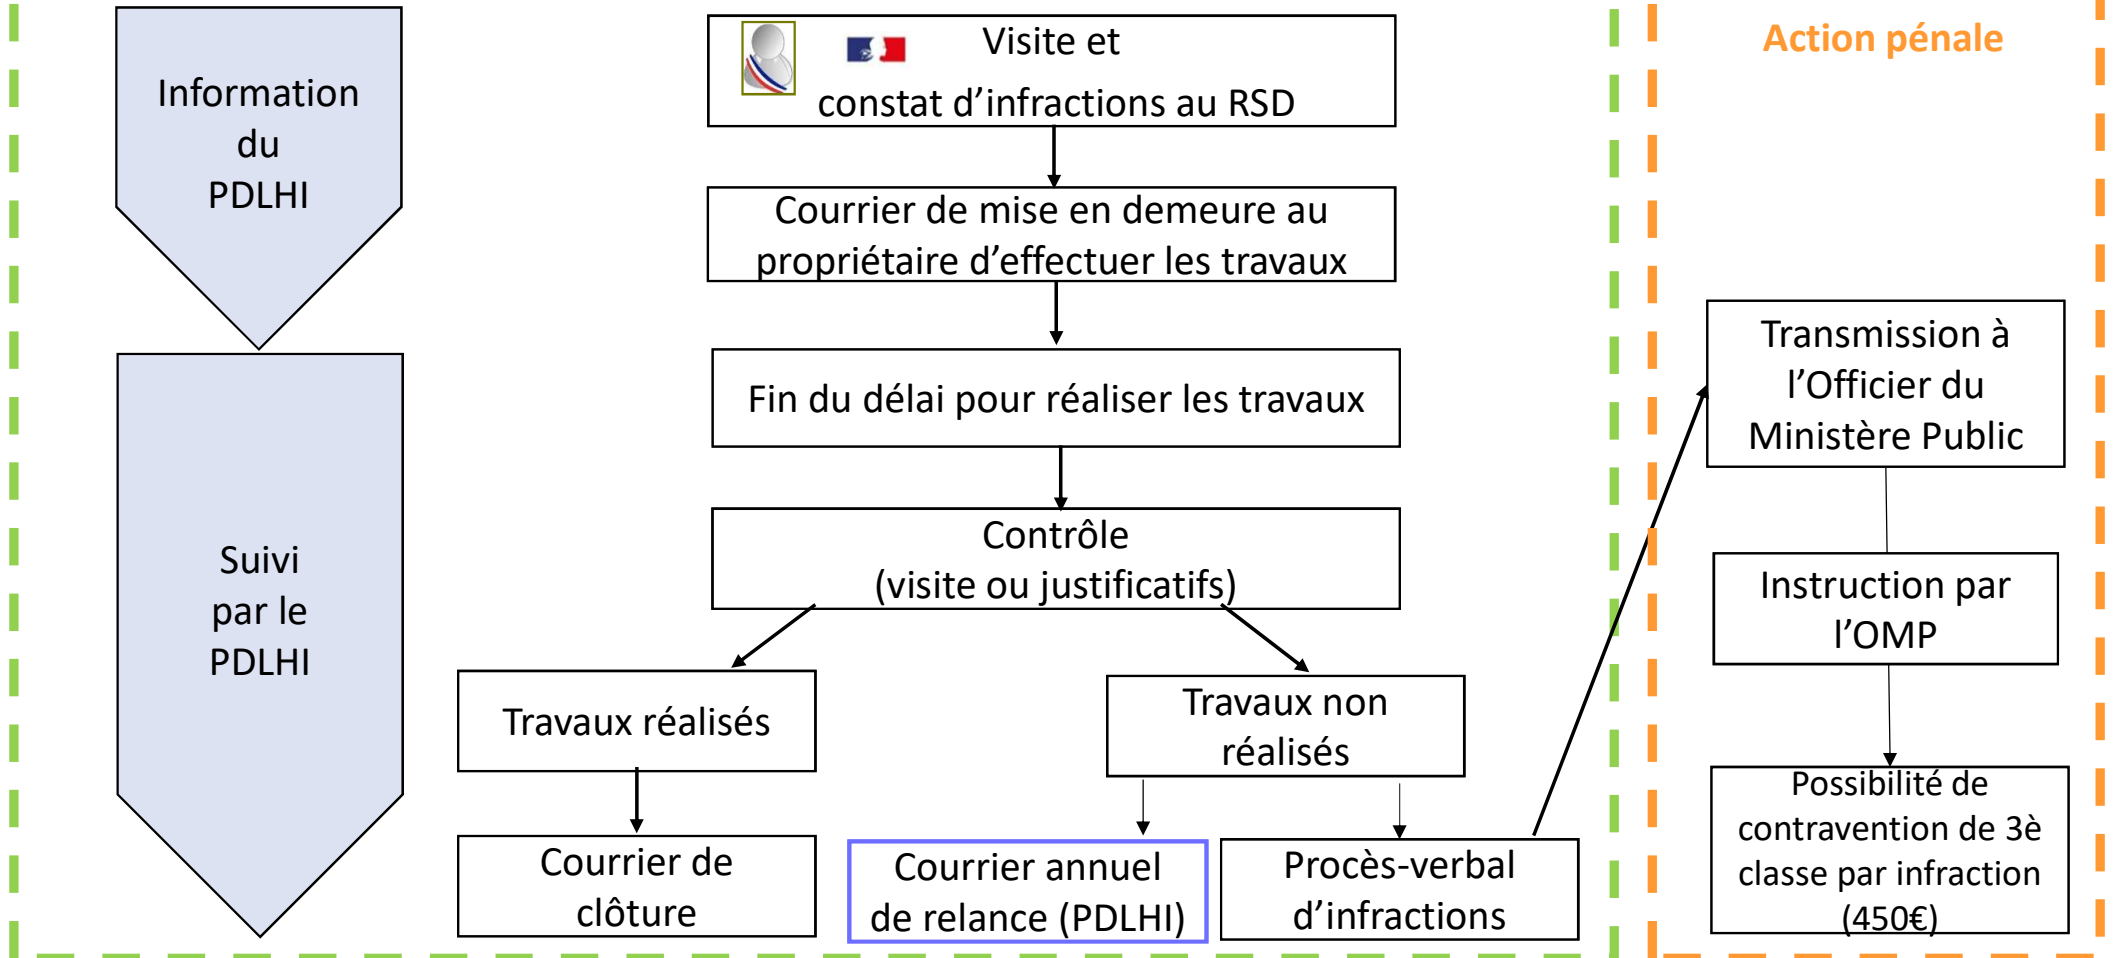 Information
du
PDLHI
Suivi
par le
PDLHI
Visite et
constat d’infractions au RSD
Courrier de mise en demeure au
propriétaire d’effectuer les travaux
Fin du délai pour réaliser les travaux
Contrôle
(visite ou justificatifs)
Travaux réalisés
Travaux non
réalisés
Courrier de
clôture
Courrier annuel
de relance (PDLHI)
Procès-verbal
d’infractions
Action pénale
Transmission à
l’Officier du
Ministère Public
Instruction par
l’OMP
Possibilité de
contravention de 3è
classe par infraction
(450€)